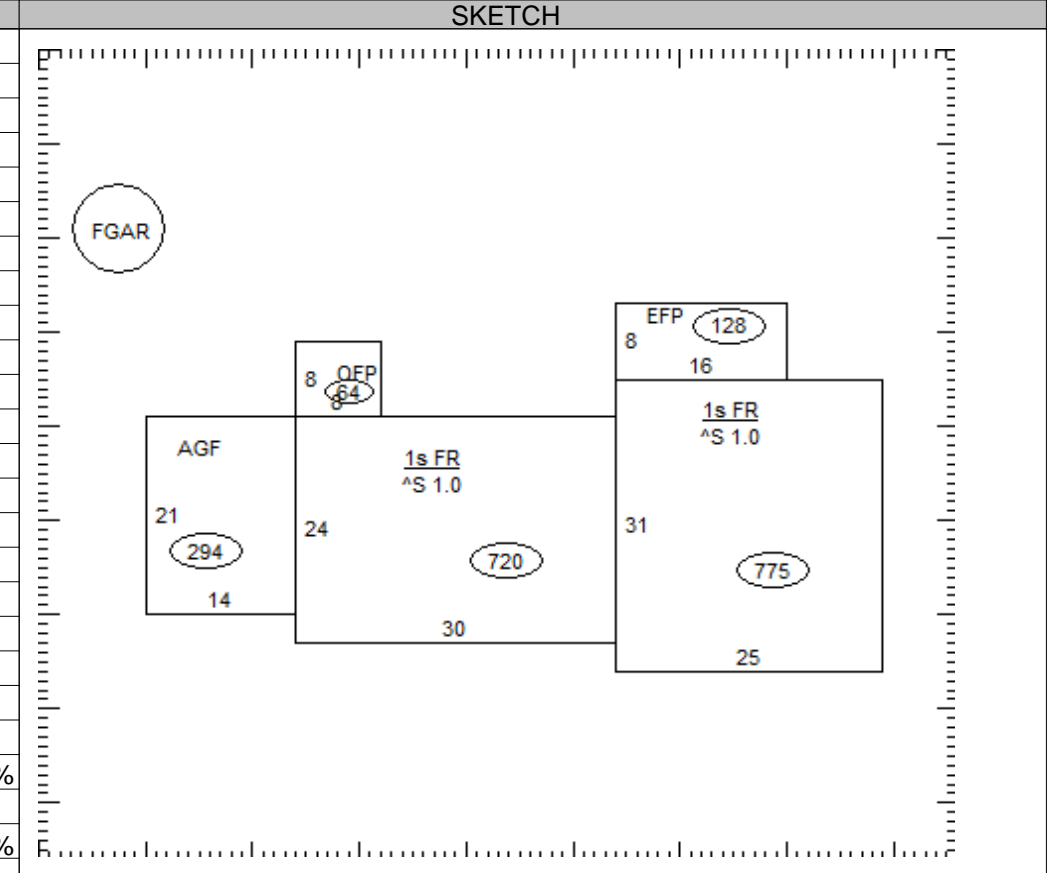 SKETCH
FGAR
EFP 128
8
16
8 OFP
64
8
1s FR
^S 1.0
AGF
1s FR
^S 1.0
21
24
31
294
720
775
14
30
25
%
%